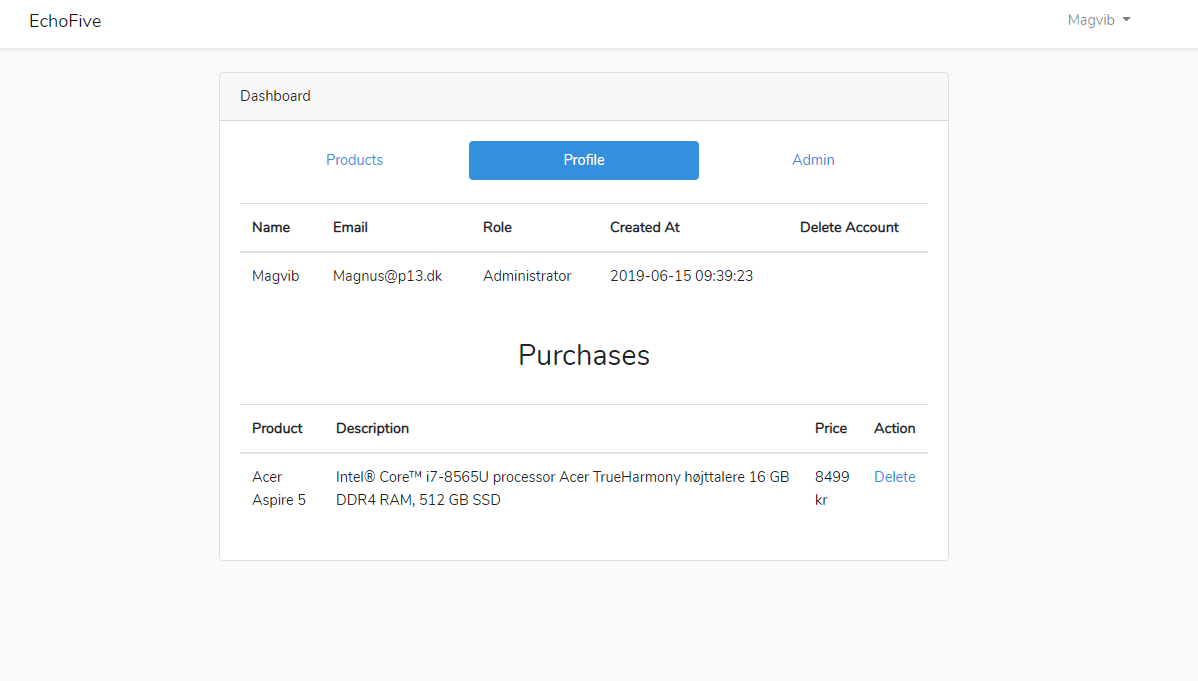 EchoFive Magvib
Dashboard
Products Profile Admin
Name Email Role Created At Delete Account
Magvib Magnus@p13.dk Administrator 2019-06-15 09:39:23
Purchases
Product Description Price Action
Acer Intel® Core™ i7-8565U processor Acer TrueHarmony højttalere 16 GB 8499 Delete
Aspire 5 DDR4 RAM, 512 GB SSD kr